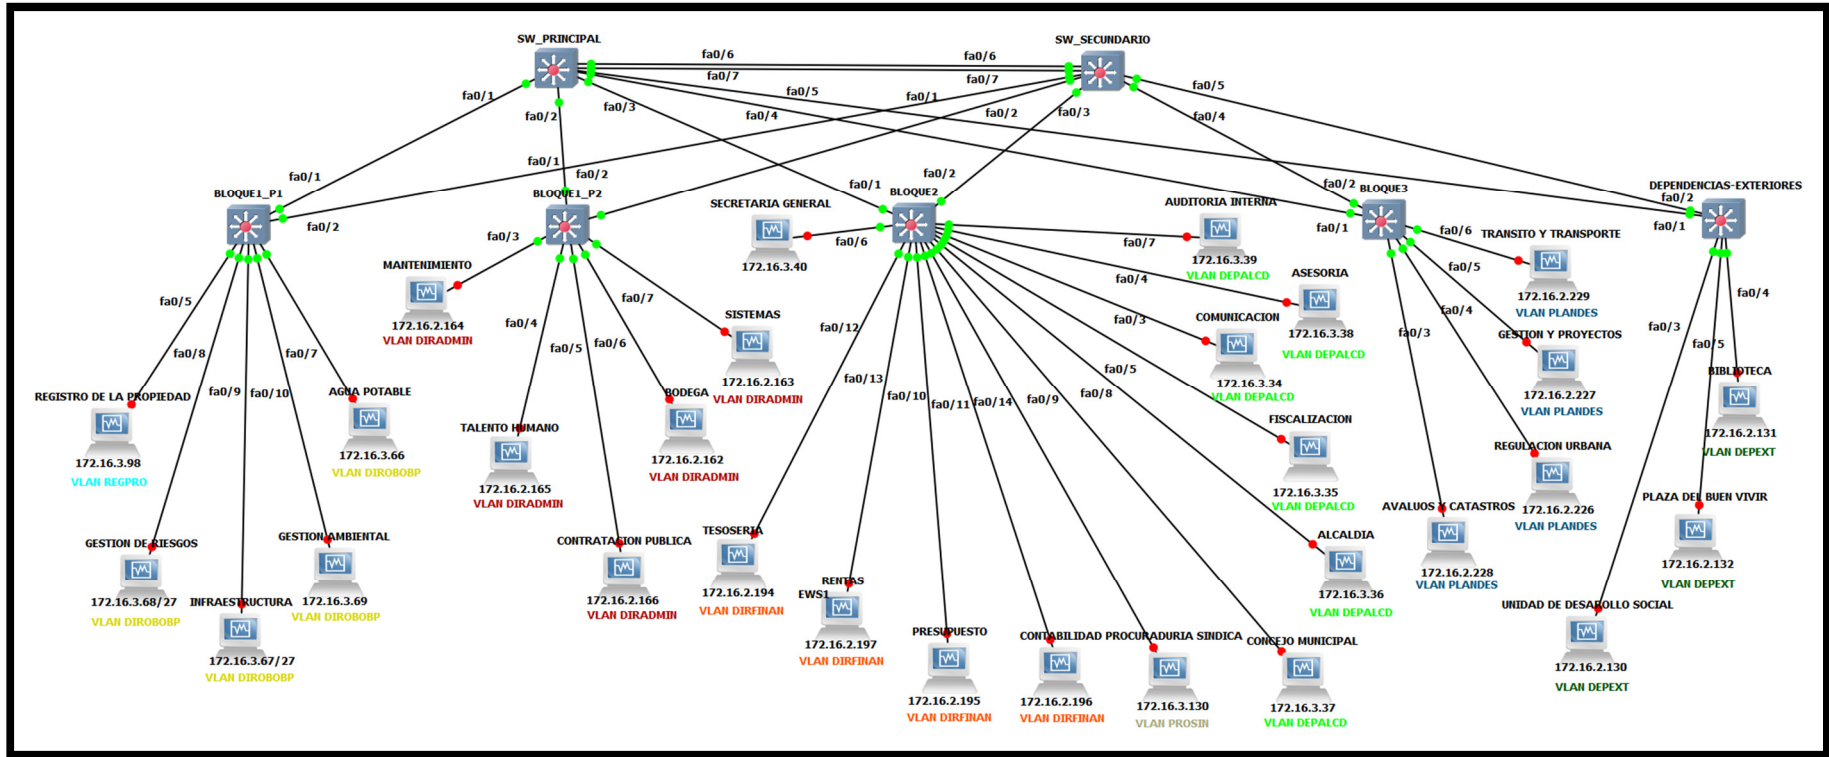 SW_PRINCIPAL
SW_SECUNDARIO
fa0/6
fa0/6
fa0/7
fa0/7
fa0/5
fa0/5
fa0/1
fa0/2
fa0/3
fa0/4
fa0/1
fa0/2
fa0/3
fa0/4
fa0/1
fa0/2
BLOQUE1_P1
fa0/1
fa0/2
BLOQUE1_P2
fa0/1
fa0/2
BLOQUE2
fa0/2
fa0/1
BLOQUE3
DEPENDENCIAS-EXTERIORES
fa0/2
fa0/1
SECRETARIA GENERAL
172.16.3.40
fa0/6
AUDITORIA INTERNA
fa0/7
172.16.3.39
VLAN DEPALCD
ASESORIA
fa0/4
172.16.3.38
VLAN DEPALCD
COMUNICACION
fa0/3
172.16.3.34
VLAN DEPALCD
fa0/6
TRANSITO Y TRANSPORTE
172.16.2.229
VLAN PLANDES
fa0/5
GESTION Y PROYECTOS
172.16.2.227
VLAN PLANDES
fa0/4
REGULACION URBANA
172.16.2.226
VLAN PLANDES
fa0/3
AVALUOS Y CATASTROS
172.16.2.228
VLAN PLANDES
fa0/4
BIBLIOTECA
172.16.2.131
VLAN DEPEXT
fa0/5
PLAZA DEL BUEN VIVIR
172.16.2.132
VLAN DEPEXT
fa0/3
UNIDAD DE DESAROLLO SOCIAL
172.16.2.130
VLAN DEPEXT
fa0/3
MANTENIMIENTO
172.16.2.164
VLAN DIRADMIN
fa0/7
SISTEMAS
172.16.2.163
VLAN DIRADMIN
fa0/6
BODEGA
172.16.2.162
VLAN DIRADMIN
fa0/4
TALENTO HUMANO
172.16.2.165
VLAN DIRADMIN
fa0/5
CONTRATACION PUBLICA
172.16.2.166
VLAN DIRADMIN
fa0/5
REGISTRO DE LA PROPIEDAD
172.16.3.98
VLAN REGPRO
fa0/7
AGUA POTABLE
172.16.3.66
VLAN DIROBOBP
fa0/8
GESTION DE RIESGOS
172.16.3.68/27
VLAN DIROBOBP
fa0/9
INFRAESTRUCTURA
172.16.3.67/27
VLAN DIROBOBP
fa0/10
GESTION AMBIENTAL
172.16.3.69
VLAN DIROBOBP
fa0/12
TESOSERIA
172.16.2.194
VLAN DIRFINAN
fa0/13
RENTAS
EWS1
172.16.2.197
VLAN DIRFINAN
fa0/10
PRESUPUESTO
172.16.2.195
VLAN DIRFINAN
fa0/11
fa0/14
CONTABILIDAD
172.16.2.196
VLAN DIRFINAN
fa0/9
PROCURADURIA SINDICA
172.16.3.130
VLAN PROSIN
fa0/8
CONCEJO MUNICIPAL
172.16.3.37
VLAN DEPALCD
fa0/5
FISCALIZACION
172.16.3.35
VLAN DEPALCD
ALCALDIA
172.16.3.36
VLAN DEPALCD